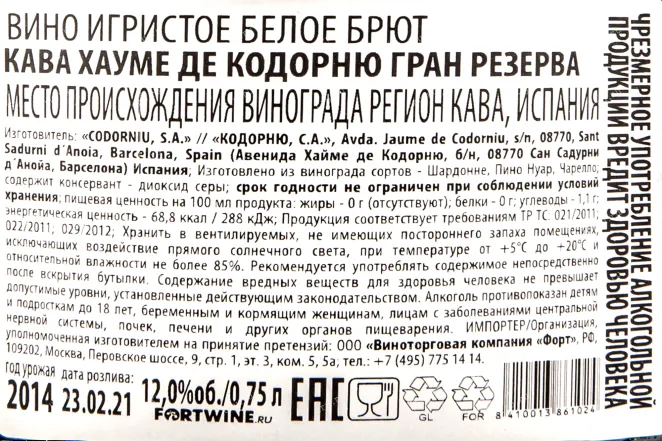 ВИНО ИГРИСТОЕ БЕЛОЕ БРЮТ
КАВА ХАУМЕ ДЕ КОДОРНЮ ГРАН РЕЗЕРВА
МЕСТО ПРОИСХОЖДЕНИЯ ВИНОГРАДА РЕГИОН КАВА, ИСПАНИЯ
Изготовитель: «CODORNIU, S.A.» // «КОДОРНЮ, С.А.», Avda. Jaume de Codorniu, s/n, 08770, Sant
Sadurni d´Anoia, Barcelona, Spain (Авенида Хайме де Кодорню, б/н, 08770 Сан Садурни
д´Анойа, Барселона) Испания; Изготовлено из винограда сортов - Шардонне, Пино Нуар, Чарелло;
содержит консервант - диоксид серы; срок годности не ограничен при соблюдении условий
хранения; пищевая ценность на 100 мл продукта: жиры - 0 г (отсутствуют); белки - 0 г; углеводы - 1,1 г;
энергетическая ценность - 68,8 ккал / 288 кДж; Продукция соответствует требованиям ТР ТС: 021/2011;
022/2011; 029/2012; Хранить в вентилируемых, не имеющих постороннего запаха помещениях,
исключающих воздействие прямого солнечного света, при температуре от +5°С до +20°С и
относительной влажности не более 85%. Рекомендуется употреблять содержимое непосредственно
после вскрытия бутылки. Содержание вредных веществ для здоровья человека не превышает
допустимые уровни, установленные действующим законодательством. Алкоголь противопоказан детям
и подросткам до 18 лет, беременным и кормящим женщинам, лицам с заболеваниями центральной
нервной системы, почек, печени и других органов пищеварения. ИМПОРТЕР/Организация,
уполномоченная изготовителем на принятие претензий: ООО «Виноторговая компания «Форт», РФ,
109202, Москва, Перовское шоссе, 9, стр. 1, эт. 3, ком. 5, 5а; тел.: +7 (495) 775 14 14.
год урожая дата розлива:
2014 23.02.21 12,0%об./0,75 л
FORTWINE.RU
EAC
GL
FOR
8 410013 861024
ЧРЕЗМЕРНОЕ УПОТРЕБЛЕНИЕ АЛКОГОЛЬНОЙ
ПРОДУКЦИИ ВРЕДИТ ЗДОРОВЬЮ ЧЕЛОВЕКА